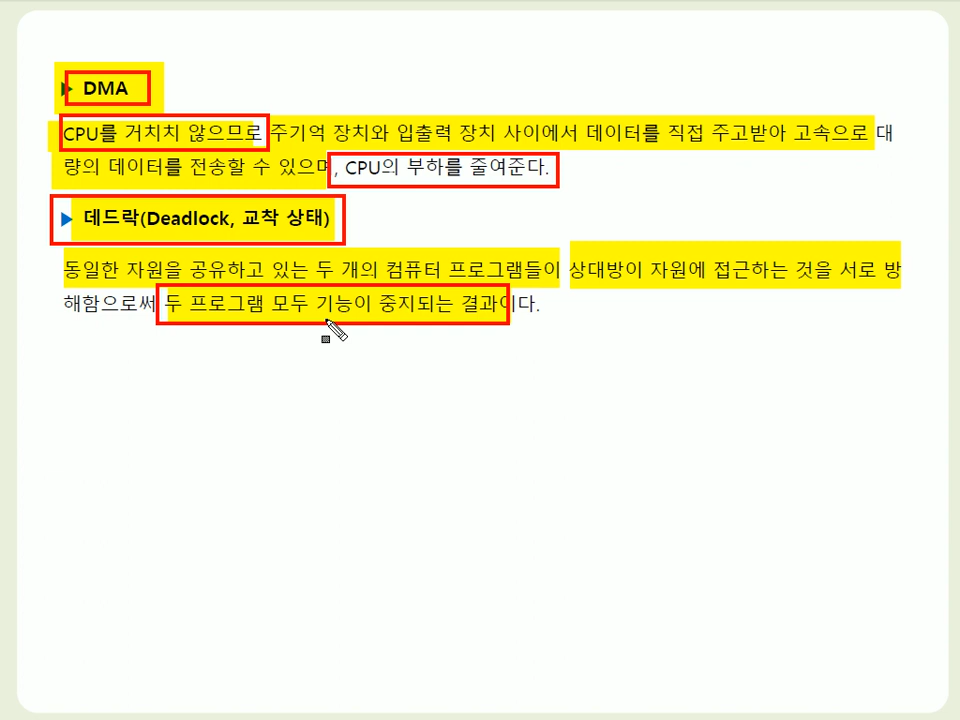 ▶ DMA
CPU를 거치치 않으므로 주기억 장치와 입출력 장치 사이에서 데이터를 직접 주고받아 고속으로 대
량의 데이터를 전송할 수 있으며, CPU의 부하를 줄여준다.
▶ 데드락(Deadlock, 교착 상태)
동일한 자원을 공유하고 있는 두 개의 컴퓨터 프로그램들이 상대방이 자원에 접근하는 것을 서로 방
해함으로써 두 프로그램 모두 기능이 중지되는 결과이다.